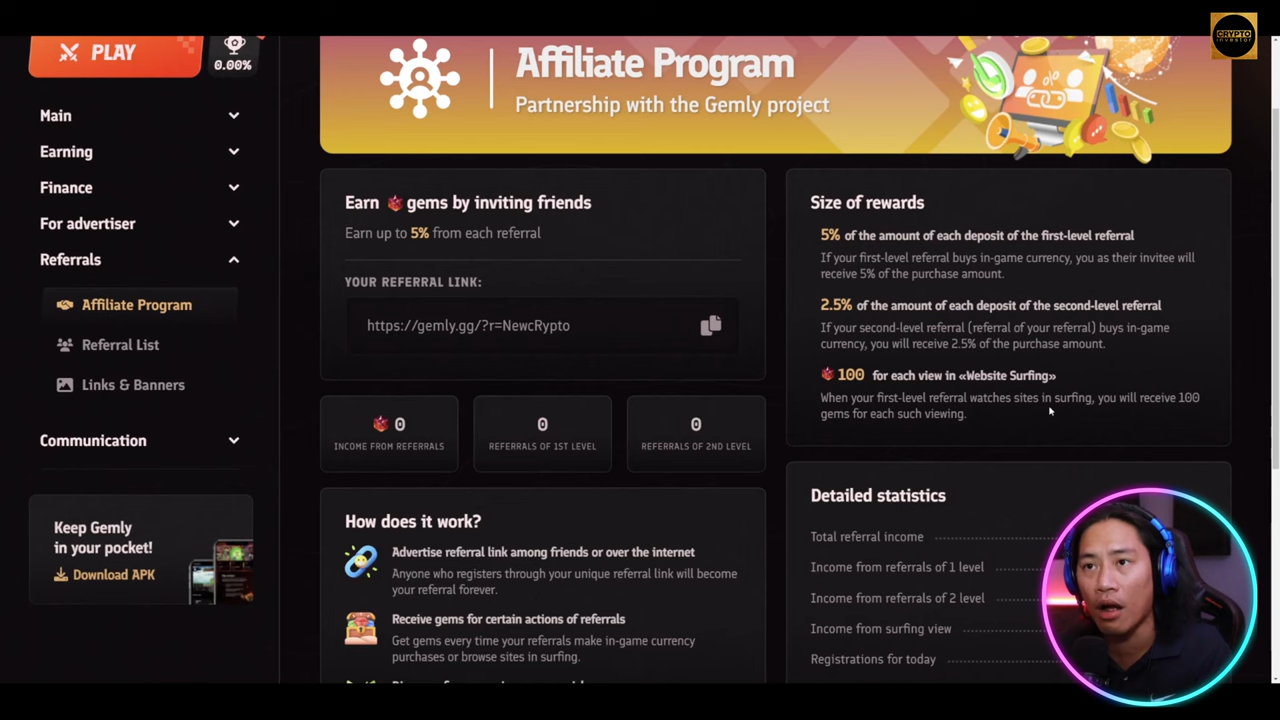 CRYPTO
investor
PLAY
0.00%
Main
Earning
Finance
For advertiser
Referrals
Affiliate Program
Referral List
Links & Banners
Communication
Keep Gemly
in your pocket!
Download APK
Affiliate Program
Partnership with the Gemly project
Earn gems by inviting friends
Earn up to 5% from each referral
YOUR REFERRAL LINK:
https://gemly.gg/?r=NewcRypto
0
INCOME FROM REFERRALS
0
REFERRALS OF 1ST LEVEL
0
REFERRALS OF 2ND LEVEL
How does it work?
Advertise referral link among friends or over the internet
Anyone who registers through your unique referral link will become
your referral forever.
Receive gems for certain actions of referrals
Get gems every time your referrals make in-game currency
purchases or browse sites in surfing.
Size of rewards
5% of the amount of each deposit of the first-level referral
If your first-level referral buys in-game currency, you as their invitee will
receive 5% of the purchase amount.
2.5% of the amount of each deposit of the second-level referral
If your second-level referral (referral of your referral) buys in-game
currency, you will receive 2.5% of the purchase amount.
100 for each view in «Website Surfing»
When your first-level referral watches sites in surfing, you will receive 100
gems for each such viewing.
Detailed statistics
Total referral income
Income from referrals of 1 level
Income from referrals of 2 level
Income from surfing view
Registrations for today